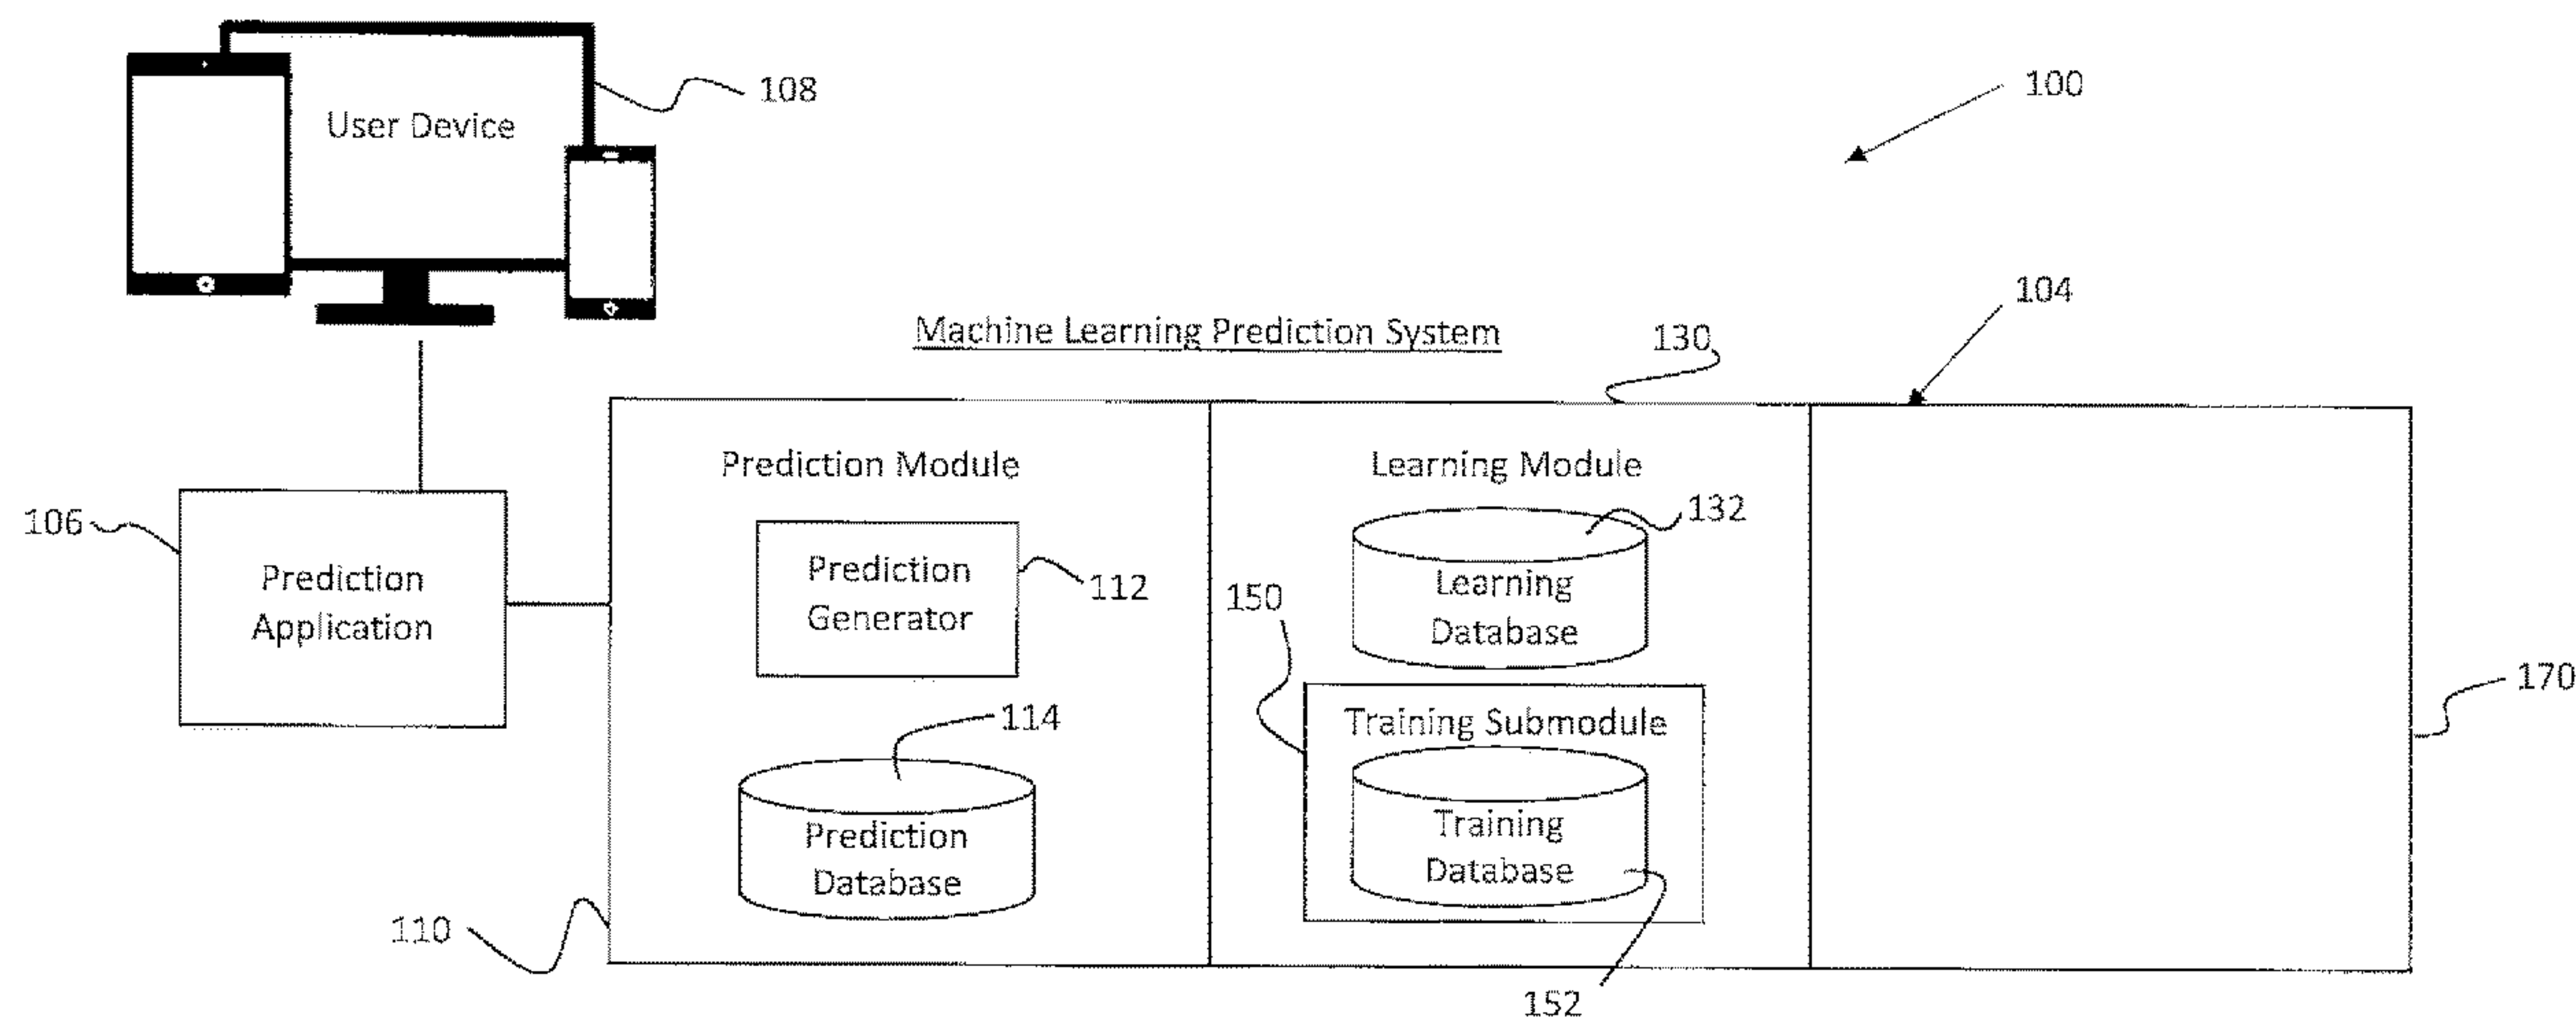 108
User Device
100
104
Machine Learning Prediction System
130
Prediction Module
Learning Module
106
132
Prediction
Application
Prediction
Generator
112
Learning
Database
150
170
114
Training Submodule
Prediction
Database
Training
Database
110
152